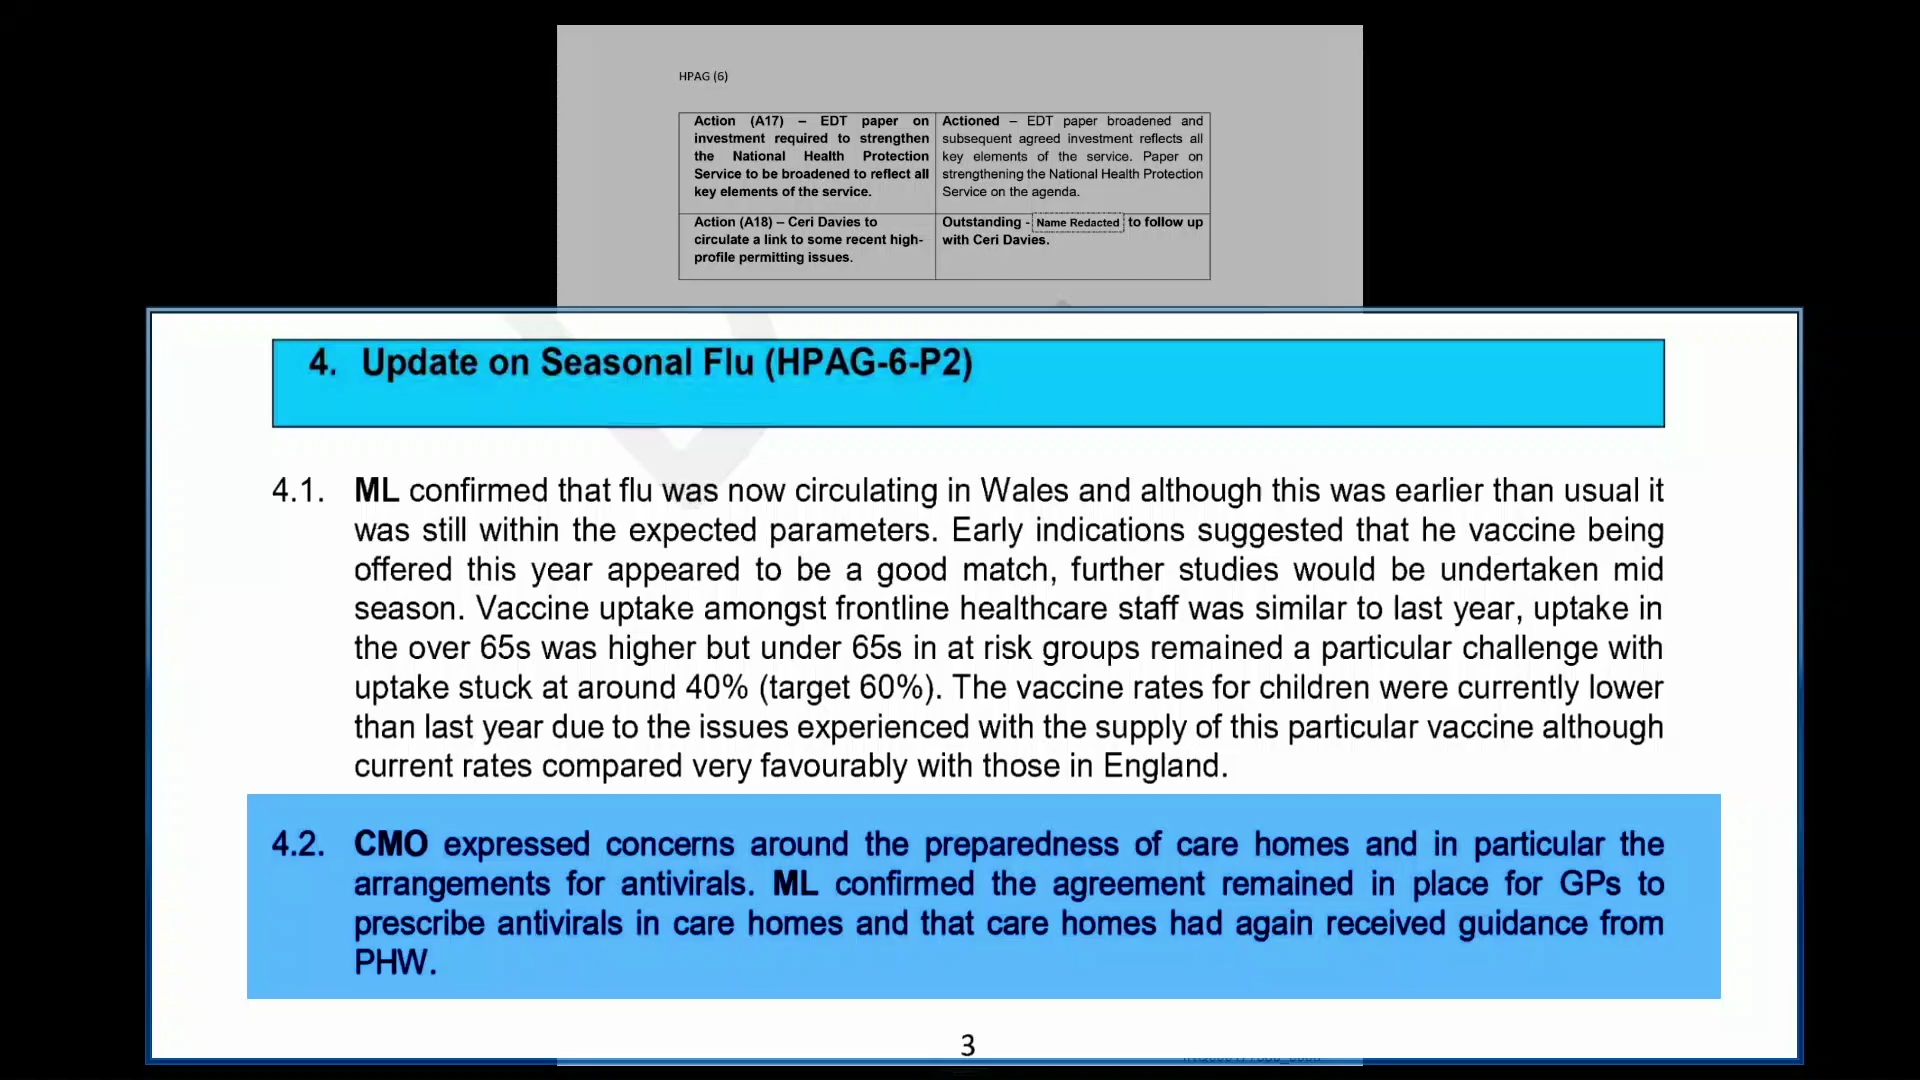 HPAG (6)
Action (A17) – EDT paper on
investment required to strengthen
the National Health Protection
Service to be broadened to reflect all
key elements of the service.
Actioned – EDT paper broadened and
subsequent agreed investment reflects all
key elements of the service. Paper on
strengthening the National Health Protection
Service on the agenda.
Action (A18) – Ceri Davies to
circulate a link to some recent high-
profile permitting issues.
Outstanding - Name Redacted to follow up
with Ceri Davies.
4. Update on Seasonal Flu (HPAG-6-P2)
4.1. ML confirmed that flu was now circulating in Wales and although this was earlier than usual it
was still within the expected parameters. Early indications suggested that he vaccine being
offered this year appeared to be a good match, further studies would be undertaken mid
season. Vaccine uptake amongst frontline healthcare staff was similar to last year, uptake in
the over 65s was higher but under 65s in at risk groups remained a particular challenge with
uptake stuck at around 40% (target 60%). The vaccine rates for children were currently lower
than last year due to the issues experienced with the supply of this particular vaccine although
current rates compared very favourably with those in England.
4.2. CMO expressed concerns around the preparedness of care homes and in particular the
arrangements for antivirals. ML confirmed the agreement remained in place for GPs to
prescribe antivirals in care homes and that care homes had again received guidance from
PHW.
3